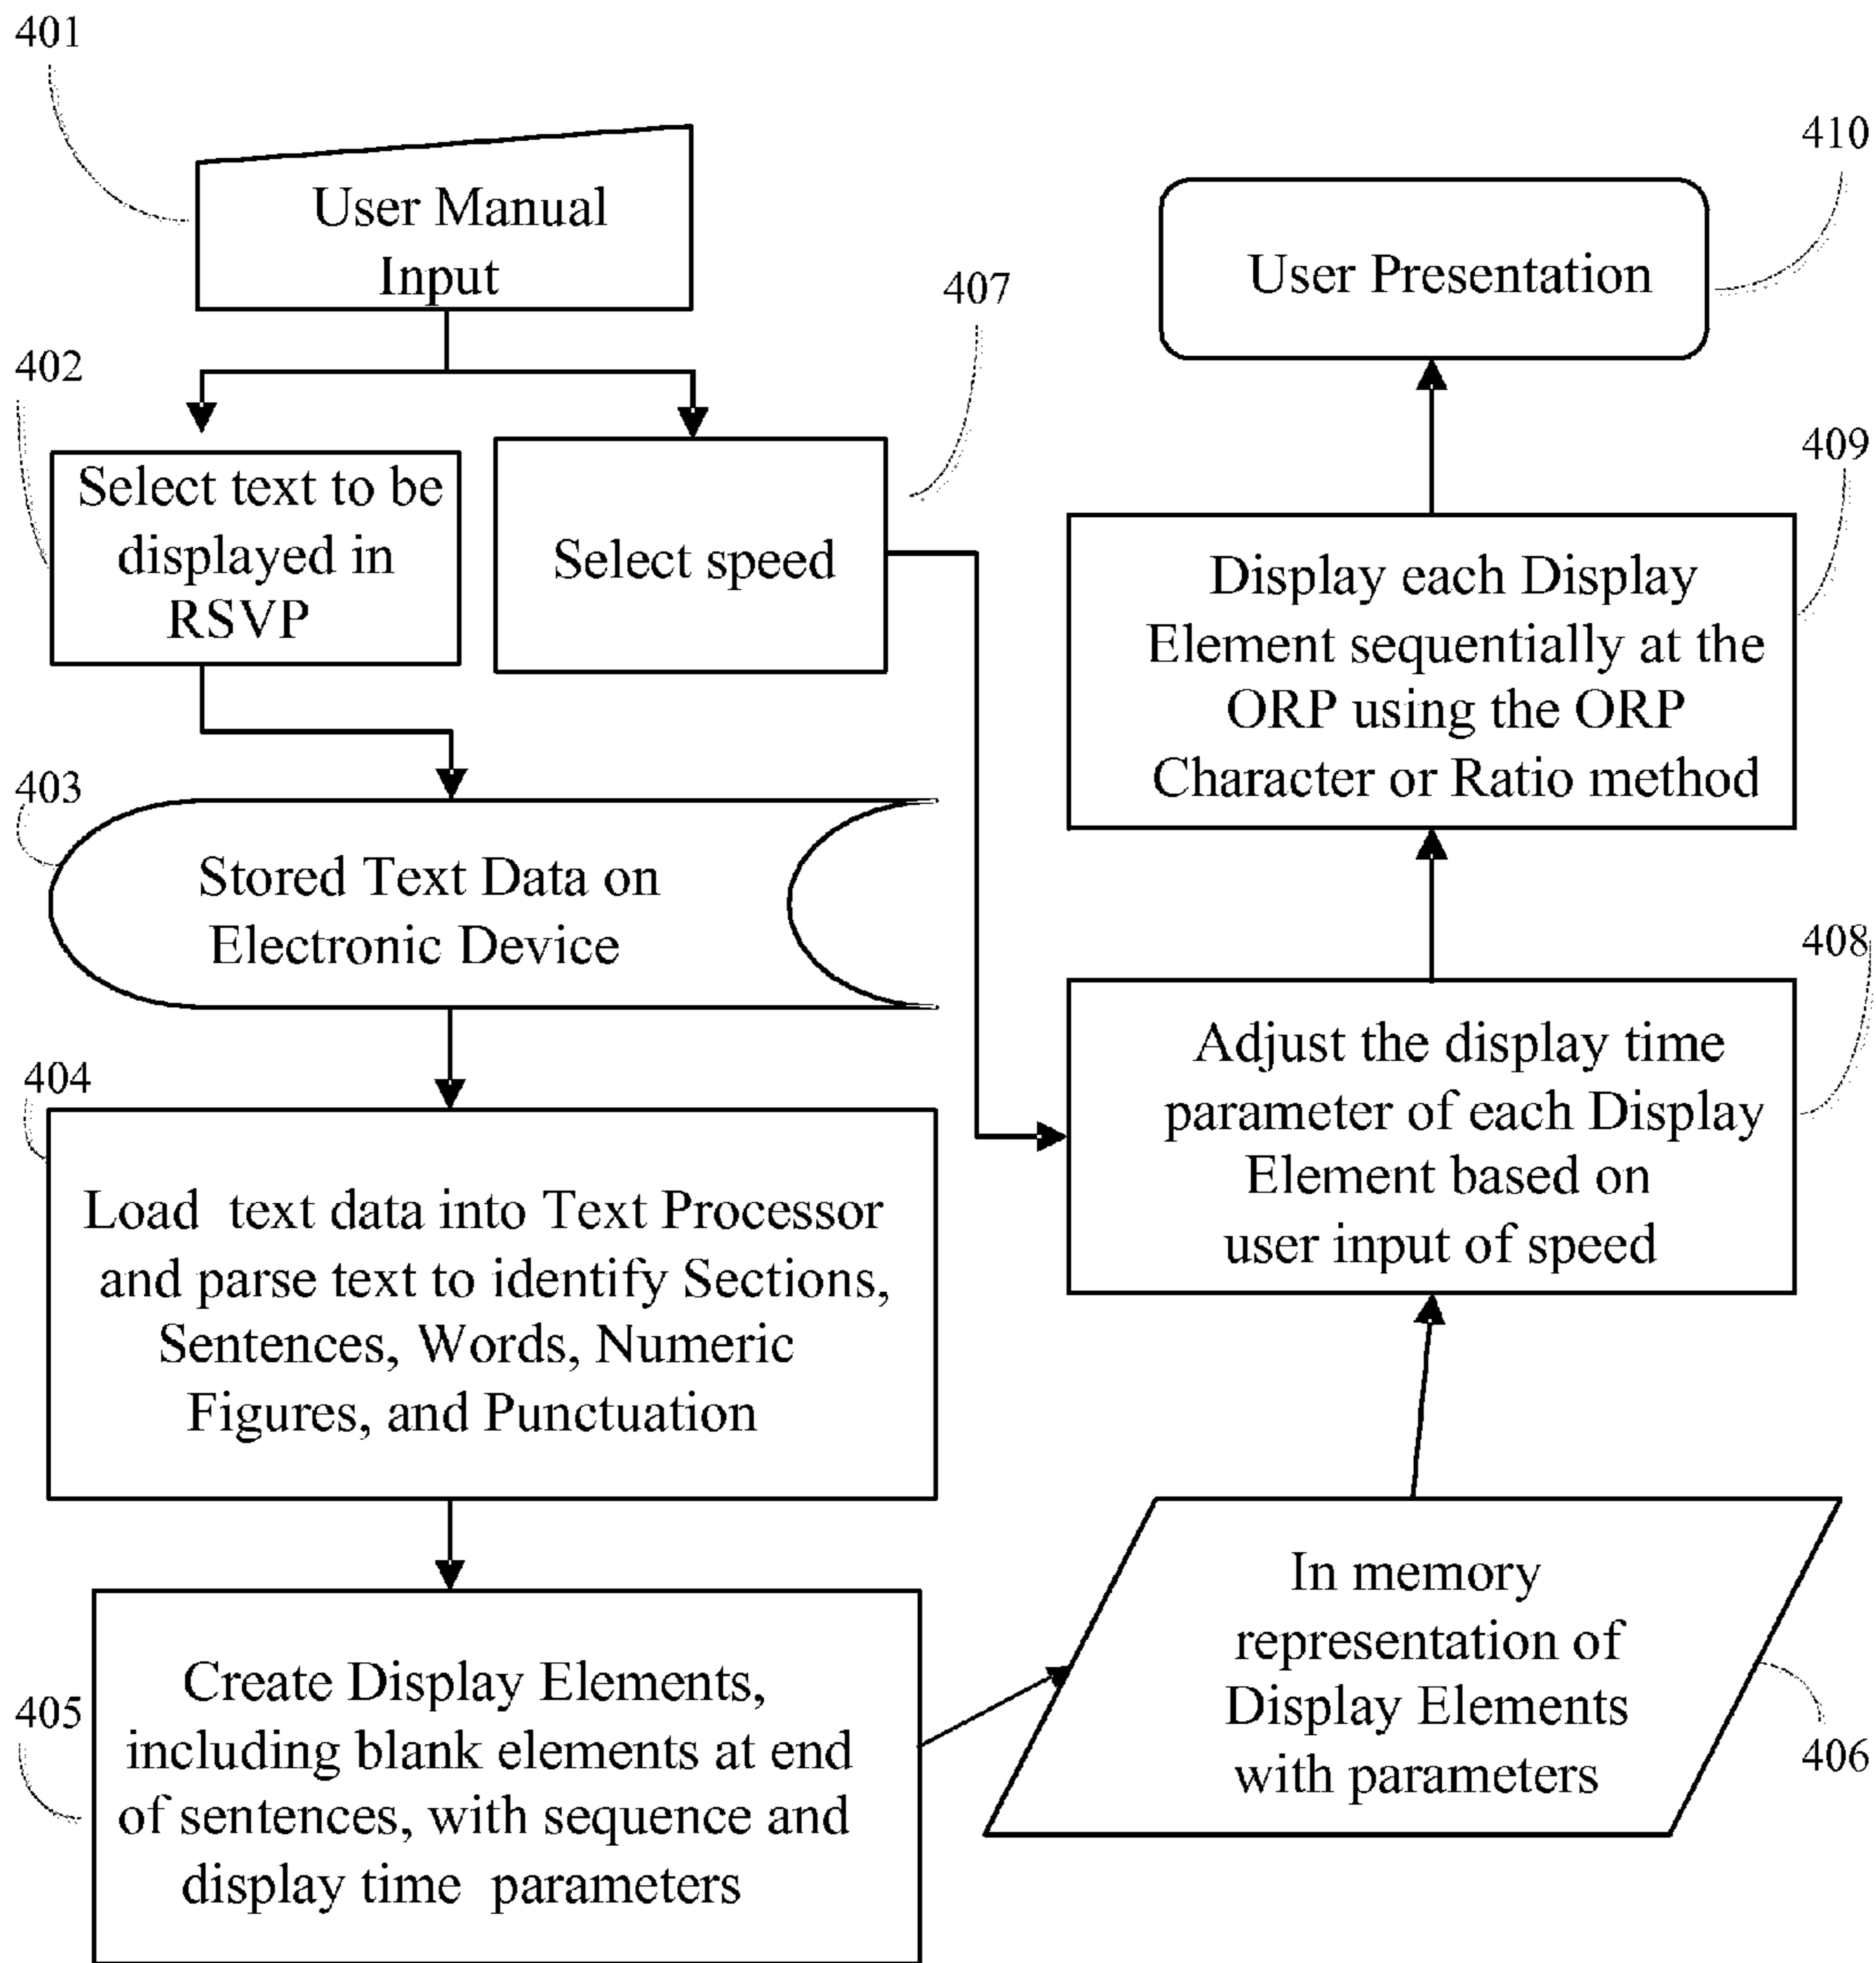 401
User Manual
Input
402
Select text to be
displayed in
RSVP
407
Select speed
403
Stored Text Data on
Electronic Device
404
Load text data into Text Processor
and parse text to identify Sections,
Sentences, Words, Numeric
Figures, and Punctuation
405
Create Display Elements,
including blank elements at end
of sentences, with sequence and
display time parameters
406
In memory
representation of
Display Elements
with parameters
408
Adjust the display time
parameter of each Display
Element based on
user input of speed
409
Display each Display
Element sequentially at the
ORP using the ORP
Character or Ratio method
410
User Presentation